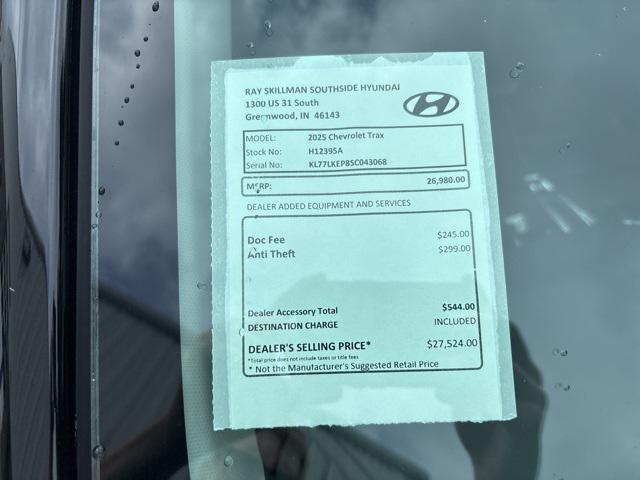 RAY SKILLMAN SOUTHSIDE HYUNDAI
1300 US 31 South
Greenwood, IN 46143
MODEL: 2025 Chevrolet Trax
Stock No: H12395A
Serial No: KL77LKEP8SC043068
MSRP: 26,980.00
DEALER ADDED EQUIPMENT AND SERVICES
Doc Fee $245.00
Anti Theft $299.00
Dealer Accessory Total $544.00
DESTINATION CHARGE INCLUDED
DEALER'S SELLING PRICE* $27,524.00
*Total price does not include taxes or title fees
* Not the Manufacturer's Suggested Retail Price